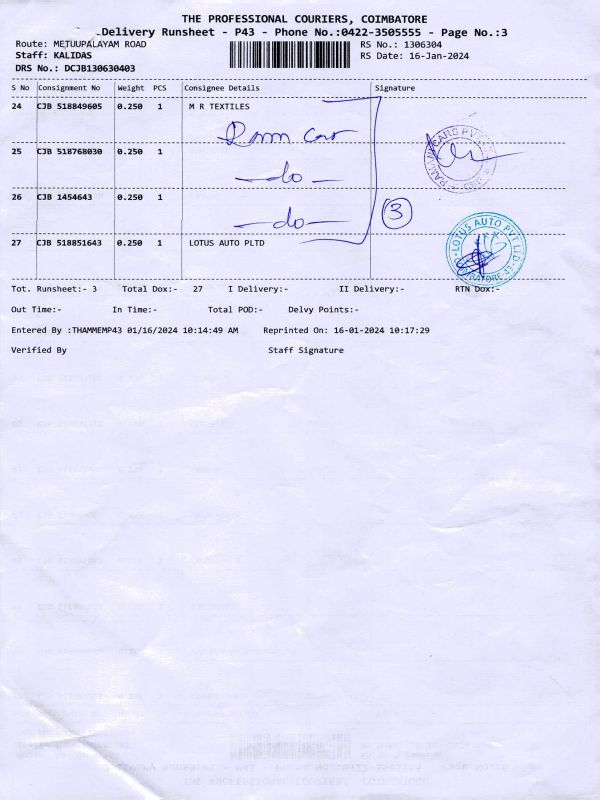 THE PROFESSIONAL COURIERS, COIMBATORE
Delivery Runsheet - P43 - Phone No.:0422-3505555 - Page No.:3
Route: METUUPALAYAM ROAD RS No.: 1306304
Staff: KALIDAS RS Date: 16-Jan-2024
DRS No.: DCJB130630403
S No Consignment No Weight PCS Consignee Details Signature
24 CJB 518849605 0.250 1 M R TEXTILES
Car
25 CJB 518768030 0.250 1
-do-
26 CJB 1454643 0.250 1
-do-
3
27 CJB 518851643 0.250 1 LOTUS AUTO PLTD
LOTUS AUTO PVT LTD
Tot. Runsheet:- 3 Total Dox:- 27 I Delivery:- II Delivery:- RTN Dox:-
Out Time:- In Time:- Total POD:- Delvy Points:-
Entered By :THAMMEMP43 01/16/2024 10:14:49 AM Reprinted On: 16-01-2024 10:17:29
Verified By Staff Signature